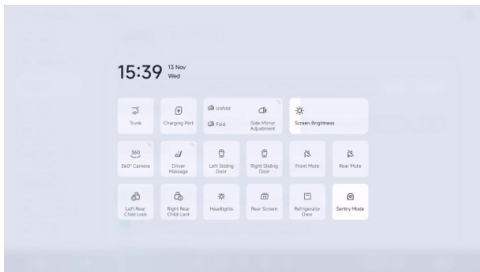 15:39
13 Nov
Wed
Trunk
Charging Port
Unfold
Fold
Side Mirror
Adjustment
Screen Brightness
360
360° Camera
Driver
Massage
Left Sliding
Door
Right Sliding
Door
Front Mute
Rear Mute
Left Rear
Child Lock
Right Rear
Child Lock
Headlights
Rear Screen
Refrigerator
Door
Sentry Mode